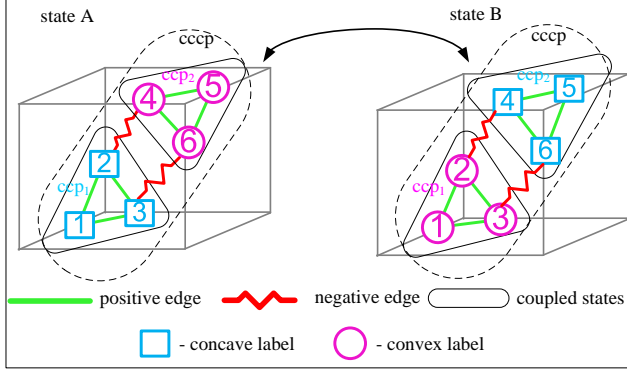 state A
state B
cccp
cccp
ccp2
5
4
6
2
ccp1
1
3
ccp2
5
4
6
2
ccp1
1
3
positive edge
negative edge
coupled states
- concave label
- convex label